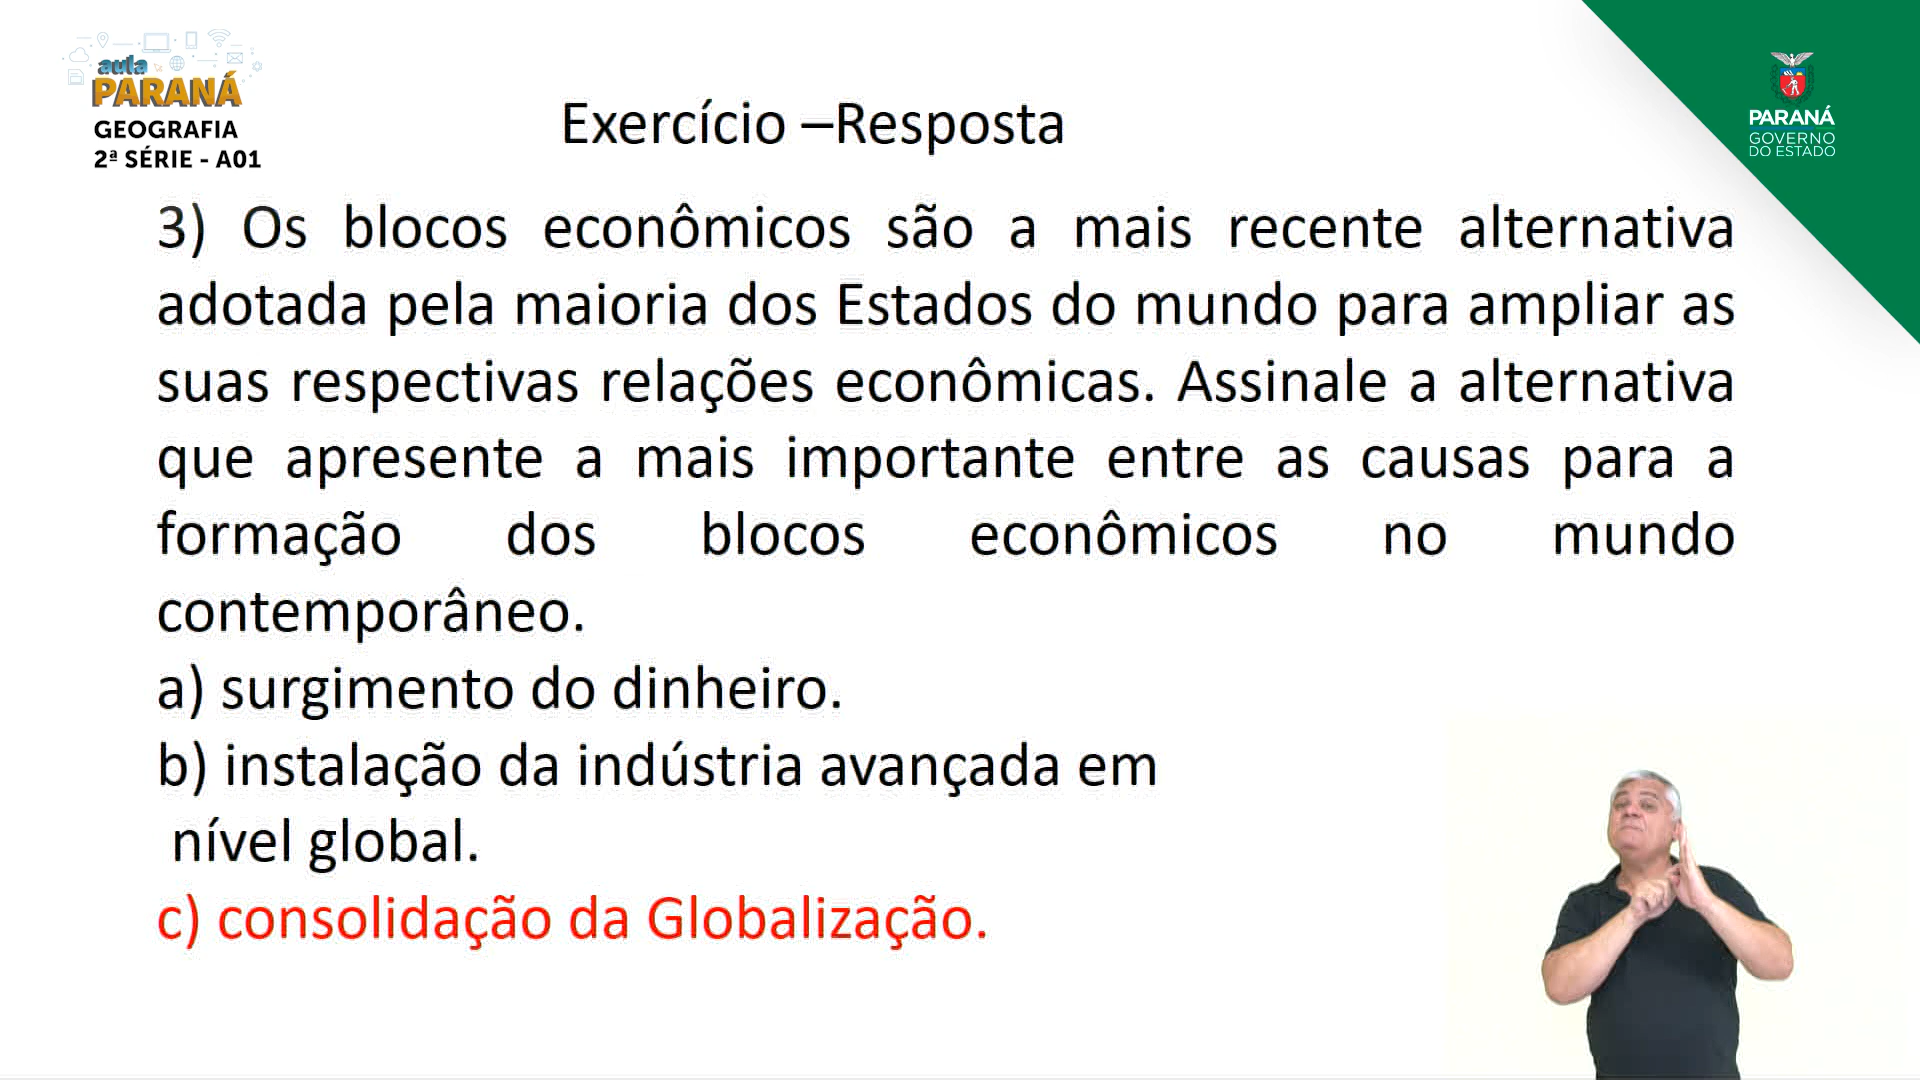 aula
PARANÁ
GEOGRAFIA
2ª SÉRIE - A01
PARANÁ
GOVERNO
DO ESTADO
Exercício –Resposta
3) Os blocos econômicos são a mais recente alternativa
adotada pela maioria dos Estados do mundo para ampliar as
suas respectivas relações econômicas. Assinale a alternativa
que apresente a mais importante entre as causas para a
formação dos blocos econômicos no mundo
contemporâneo.
a) surgimento do dinheiro.
b) instalação da indústria avançada em
nível global.
c) consolidação da Globalização.